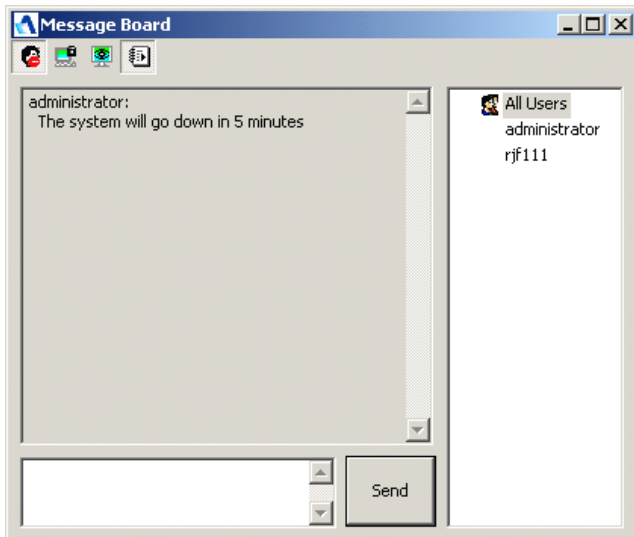 Message Board
administrator:
The system will go down in 5 minutes
All Users
administrator
rjf111
Send